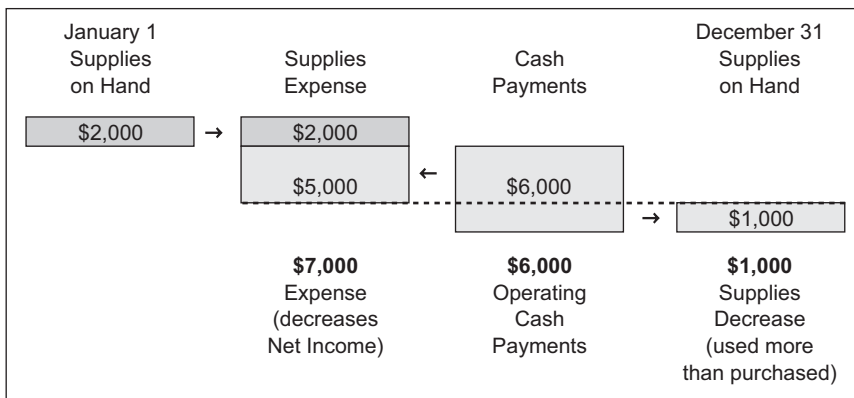 January 1
Supplies
on Hand
Supplies
Expense
Cash
Payments
December 31
Supplies
on Hand
$2,000
$2,000
$5,000
$6,000
$1,000
$7,000
Expense
(decreases
Net Income)
$6,000
Operating
Cash
Payments
$1,000
Supplies
Decrease
(used more
than purchased)